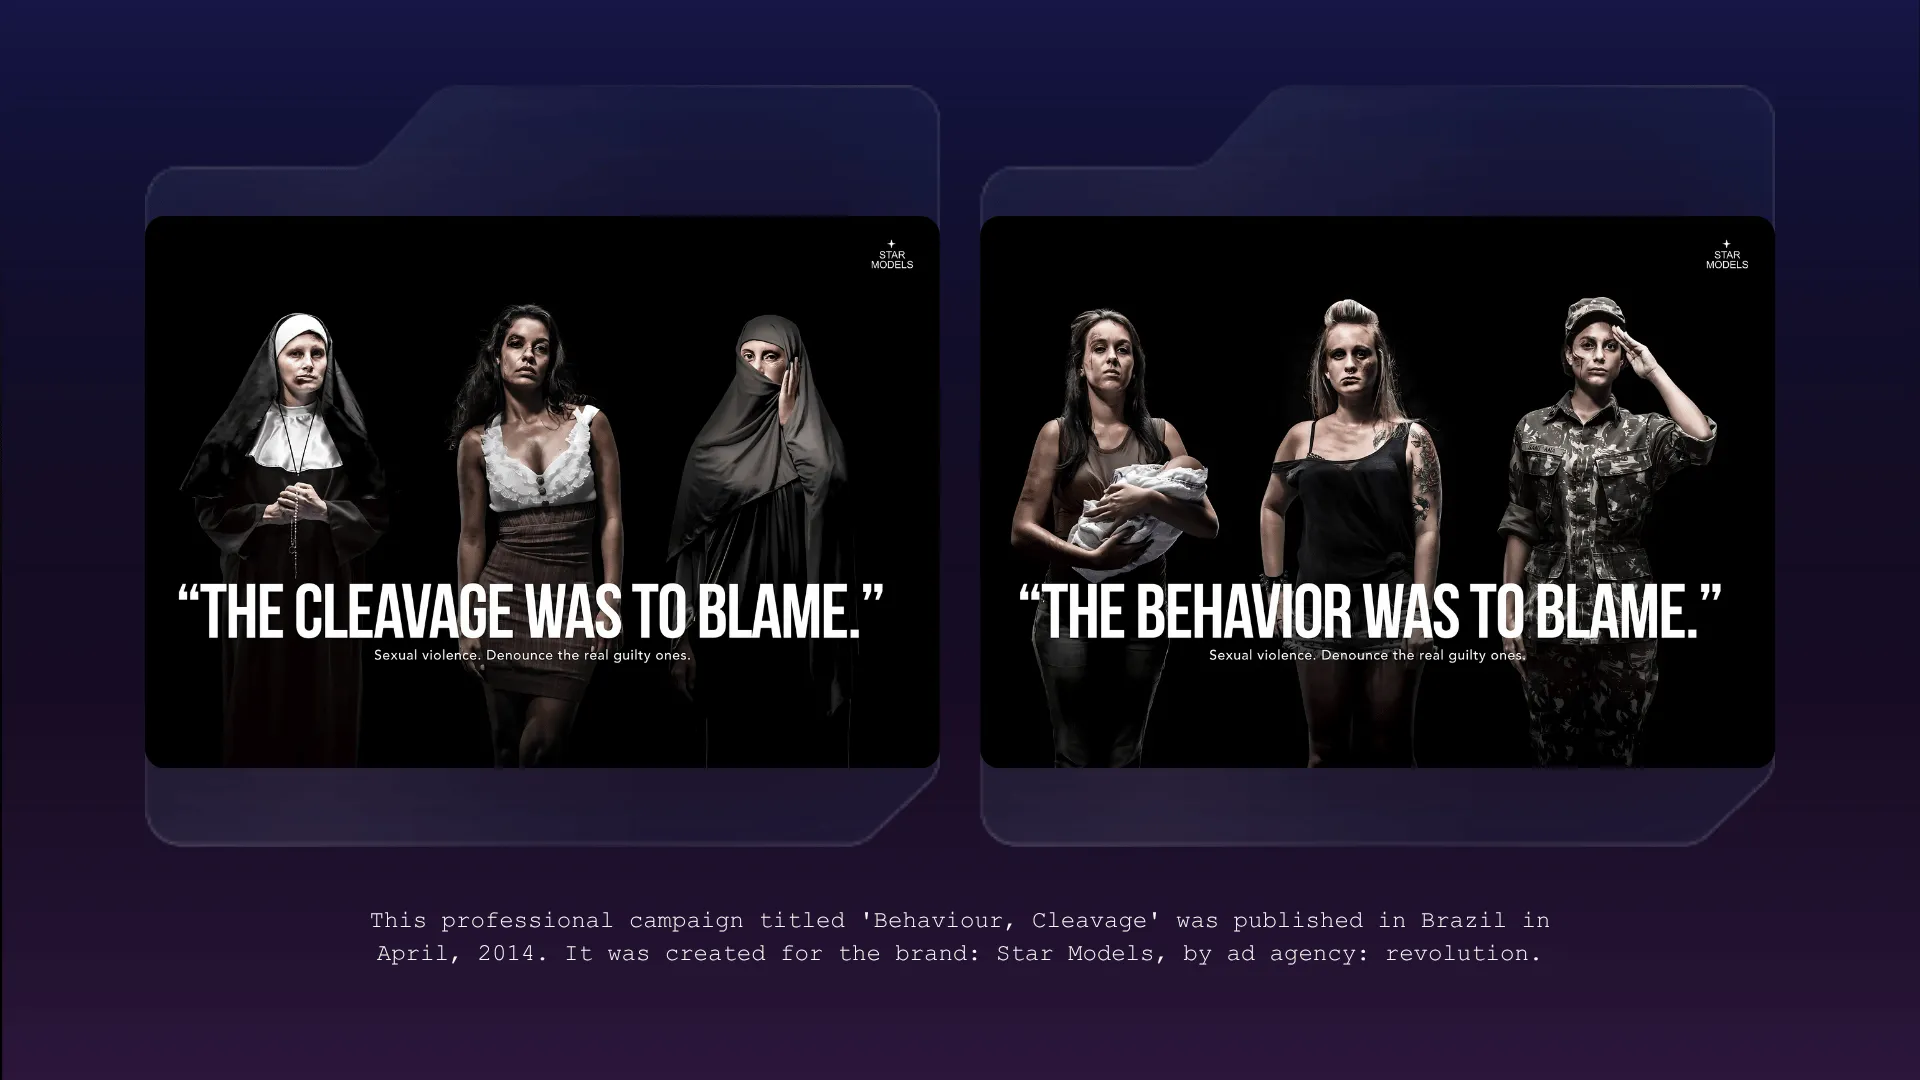 STAR
MODELS
“THE CLEAVAGE WAS TO BLAME.”
Sexual violence. Denounce the real guilty ones.
STAR
MODELS
“THE BEHAVIOR WAS TO BLAME.”
Sexual violence. Denounce the real guilty ones.
This professional campaign titled 'Behaviour, Cleavage' was published in Brazil in
April, 2014. It was created for the brand: Star Models, by ad agency: revolution.